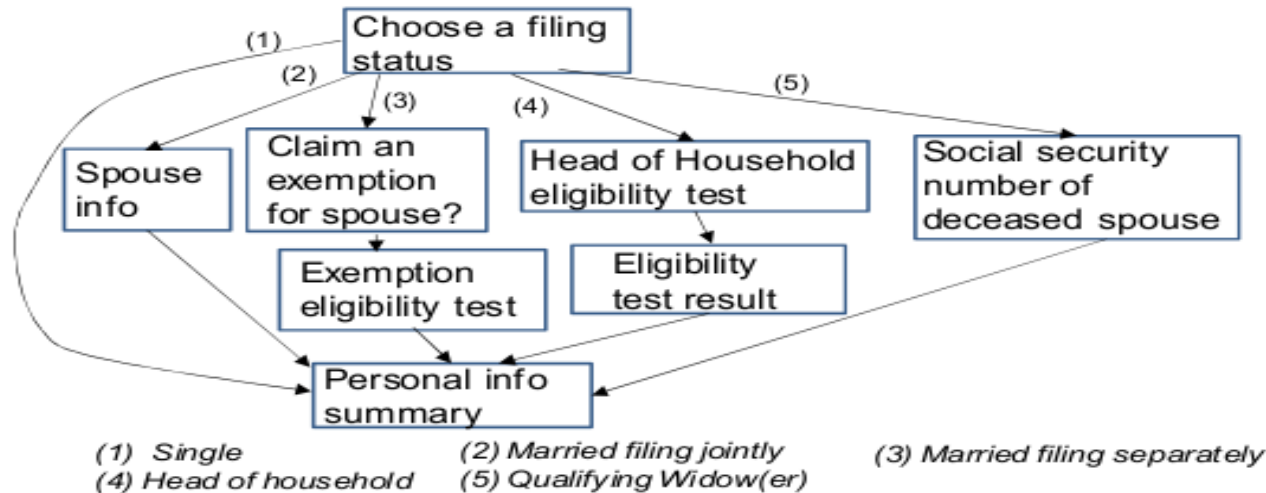 Choose a filing
status
(1)
(2)
(3)
(4)
(5)
Spouse
info
Claim an
exemption
for spouse?
Head of Household
eligibility test
Social security
number of
deceased spouse
Exemption
eligibility test
Eligibility
test result
Personal info
summary
(1) Single
(2) Married filing jointly
(3) Married filing separately
(4) Head of household
(5) Qualifying Widow(er)